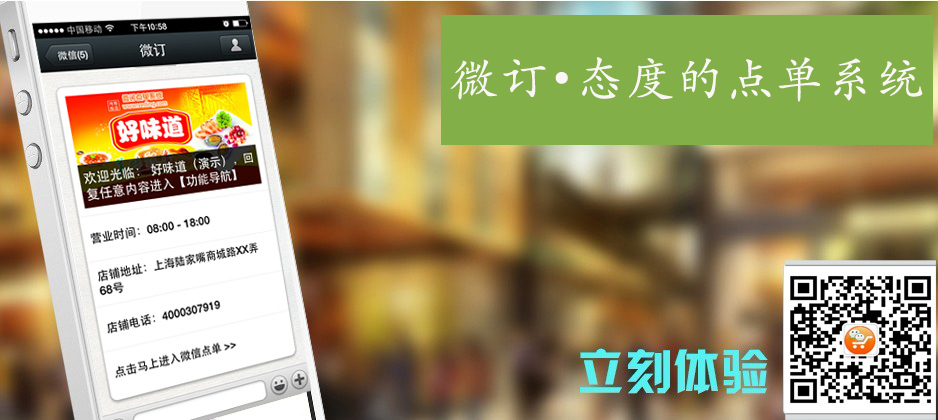 中国移动 下午10:58
微信(5) 微订
好味道
欢迎光临： 好味道（演示），回
复任意内容进入【功能导航】
营业时间：08:00 - 18:00
店铺地址：上海陆家嘴商城路XX弄
68号
店铺电话：4000307919
点击马上进入微信点单 >>
微订•态度的点单系统
立刻体验